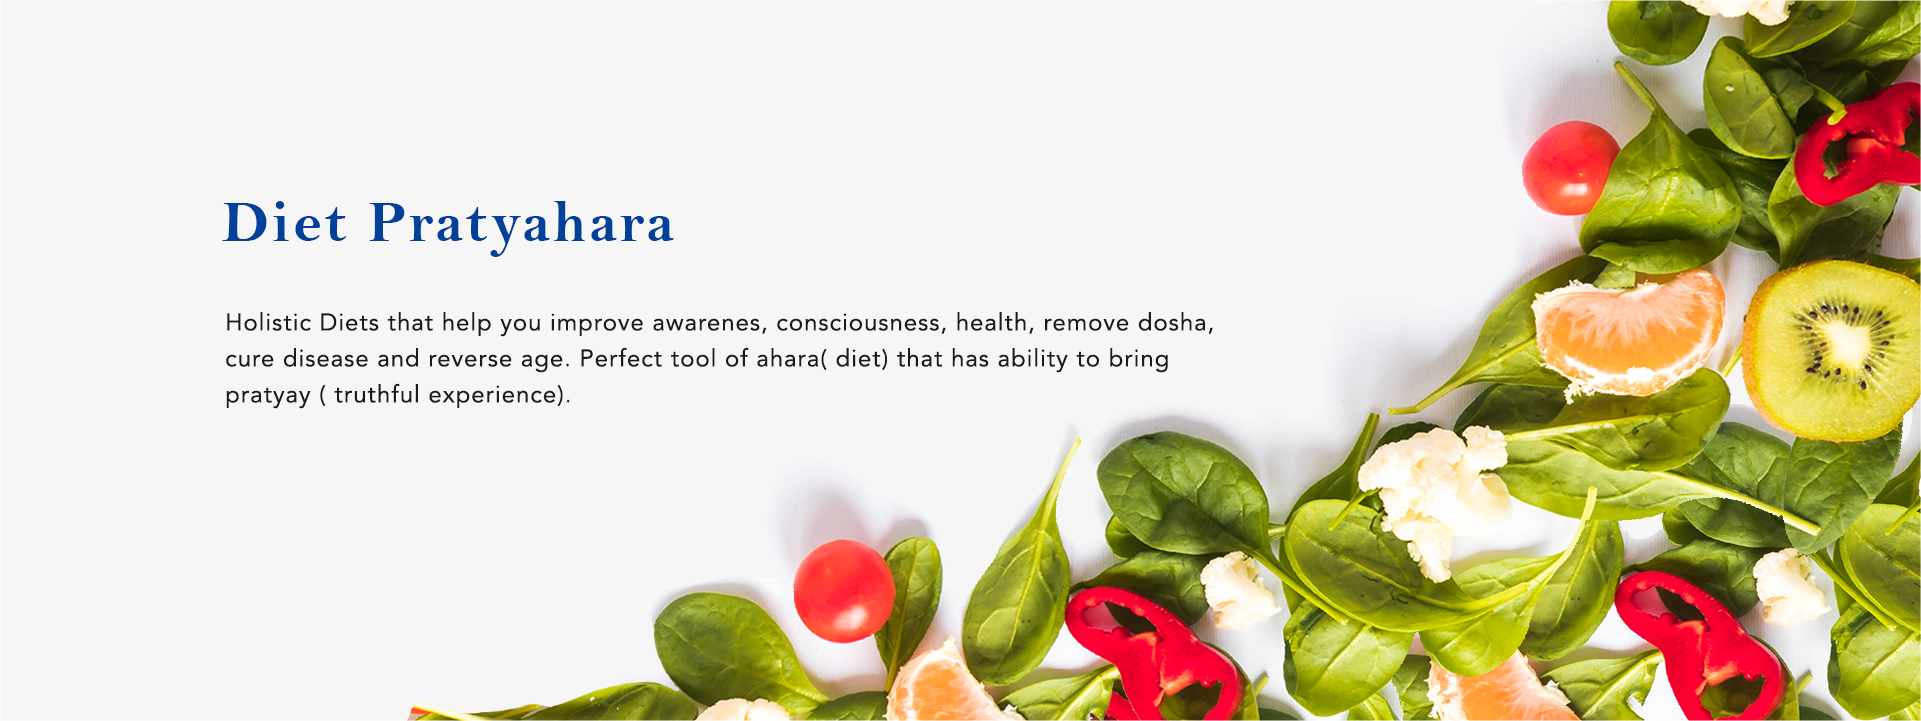 Diet Pratyahara
Holistic Diets that help you improve awarenes, consciousness, health, remove dosha,
cure disease and reverse age. Perfect tool of ahara( diet) that has ability to bring
pratyay ( truthful experience).